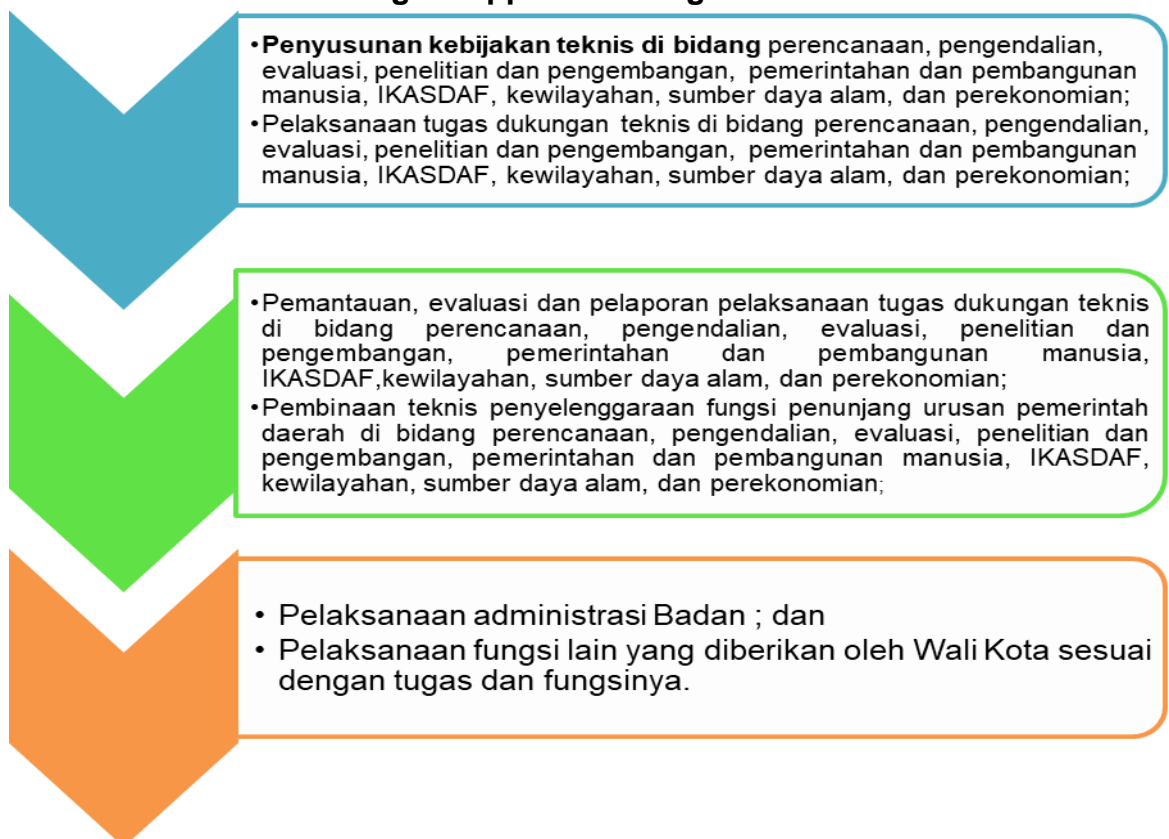 •Penyusunan kebijakan teknis di bidang perencanaan, pengendalian,
evaluasi, penelitian dan pengembangan, pemerintahan dan pembangunan
manusia, IKASDAF, kewilayahan, sumber daya alam, dan perekonomian;
•Pelaksanaan tugas dukungan teknis di bidang perencanaan, pengendalian,
evaluasi, penelitian dan pengembangan, pemerintahan dan pembangunan
manusia, IKASDAF, kewilayahan, sumber daya alam, dan perekonomian;
•Pemantauan, evaluasi dan pelaporan pelaksanaan tugas dukungan teknis
di bidang perencanaan, pengendalian, evaluasi, penelitian dan
pengembangan, pemerintahan dan pembangunan manusia,
IKASDAF,kewilayahan, sumber daya alam, dan perekonomian;
•Pembinaan teknis penyelenggaraan fungsi penunjang urusan pemerintah
daerah di bidang perencanaan, pengendalian, evaluasi, penelitian dan
pengembangan, pemerintahan dan pembangunan manusia, IKASDAF,
kewilayahan, sumber daya alam, dan perekonomian;
• Pelaksanaan administrasi Badan ; dan
• Pelaksanaan fungsi lain yang diberikan oleh Wali Kota sesuai
dengan tugas dan fungsinya.